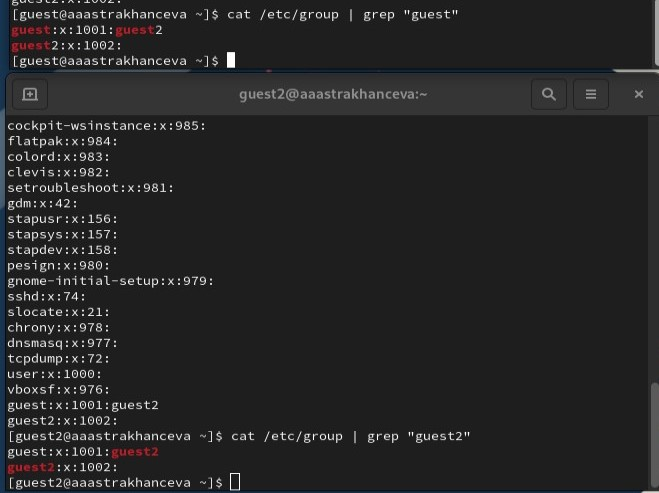 guest2:x:1002:
[guest@aaastrakhanceva ~]$ cat /etc/group | grep "guest"
guest:x:1001:guest2
guest2:x:1002:
[guest@aaastrakhanceva ~]$
guest2@aaastrakhanceva:~
cockpit-wsinstance:x:985:
flatpak:x:984:
colord:x:983:
clevis:x:982:
setroubleshoot:x:981:
gdm:x:42:
stapusr:x:156:
stapsys:x:157:
stapdev:x:158:
pesign:x:980:
gnome-initial-setup:x:979:
sshd:x:74:
slocate:x:21:
chrony:x:978:
dnsmasq:x:977:
tcpdump:x:72:
user:x:1000:
vboxsf:x:976:
guest:x:1001:guest2
guest2:x:1002:
[guest2@aaastrakhanceva ~]$ cat /etc/group | grep "guest2"
guest:x:1001:guest2
guest2:x:1002:
[guest2@aaastrakhanceva ~]$